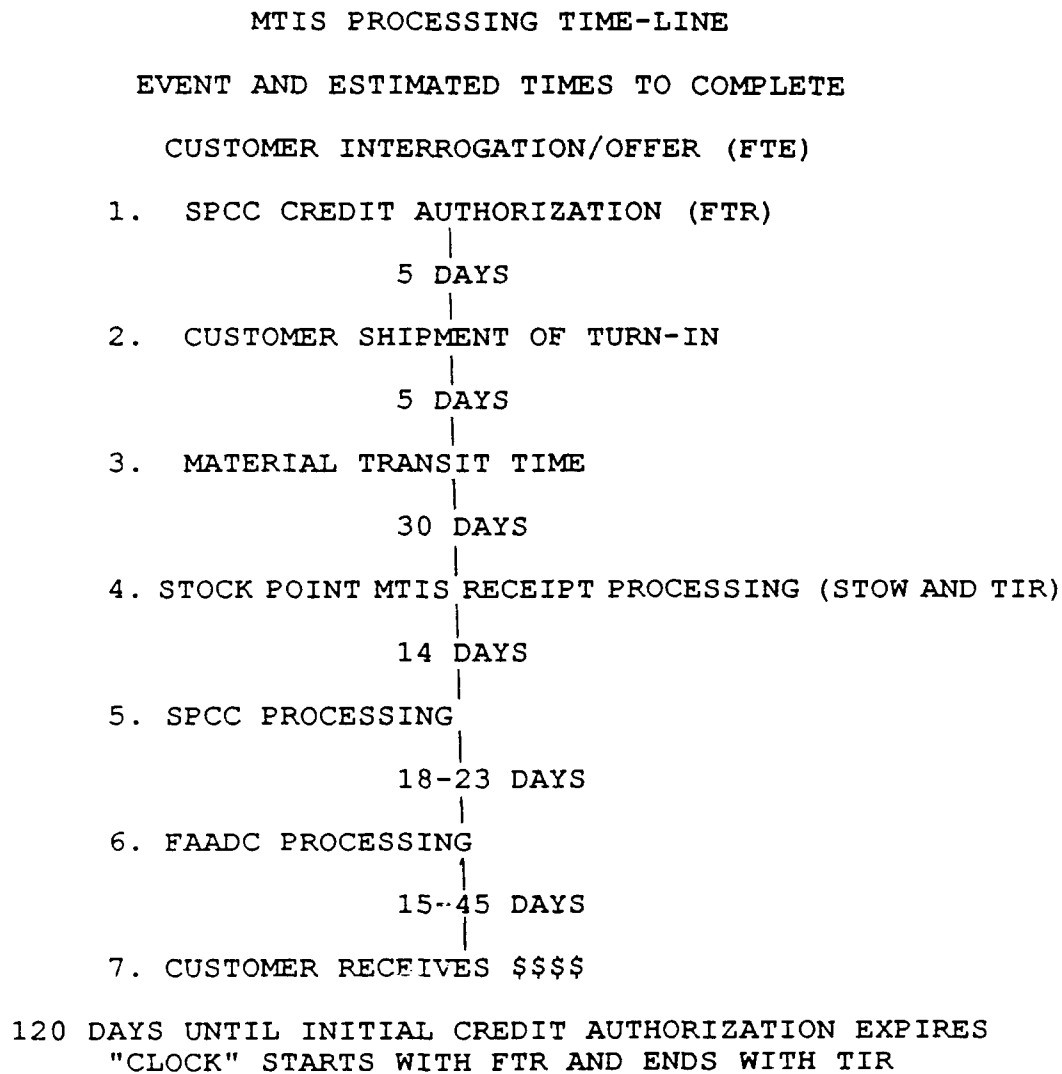 MTIS PROCESSING TIME-LINE
EVENT AND ESTIMATED TIMES TO COMPLETE
CUSTOMER INTERROGATION/OFFER (FTE)
1. SPCC CREDIT AUTHORIZATION (FTR)
5 DAYS
2. CUSTOMER SHIPMENT OF TURN-IN
5 DAYS
3. MATERIAL TRANSIT TIME
30 DAYS
4. STOCK POINT MTIS RECEIPT PROCESSING (STOW AND TIR)
14 DAYS
5. SPCC PROCESSING
18-23 DAYS
6. FAADC PROCESSING
15-45 DAYS
7. CUSTOMER RECEIVES $$$$
120 DAYS UNTIL INITIAL CREDIT AUTHORIZATION EXPIRES
"CLOCK" STARTS WITH FTR AND ENDS WITH TIR